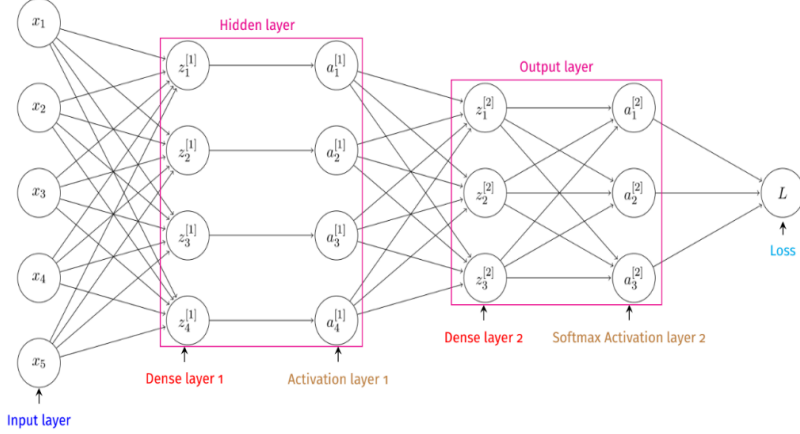 Hidden layer
Output layer
x₁
x₂
x₃
x₄
x₅
z₁^[1]
z₂^[1]
z₃^[1]
z₄^[1]
a₁^[1]
a₂^[1]
a₃^[1]
a₄^[1]
z₁^[2]
z₂^[2]
z₃^[2]
a₁^[2]
a₂^[2]
a₃^[2]
L
Loss
Dense layer 2
Softmax Activation layer 2
Dense layer 1
Activation layer 1
Input layer